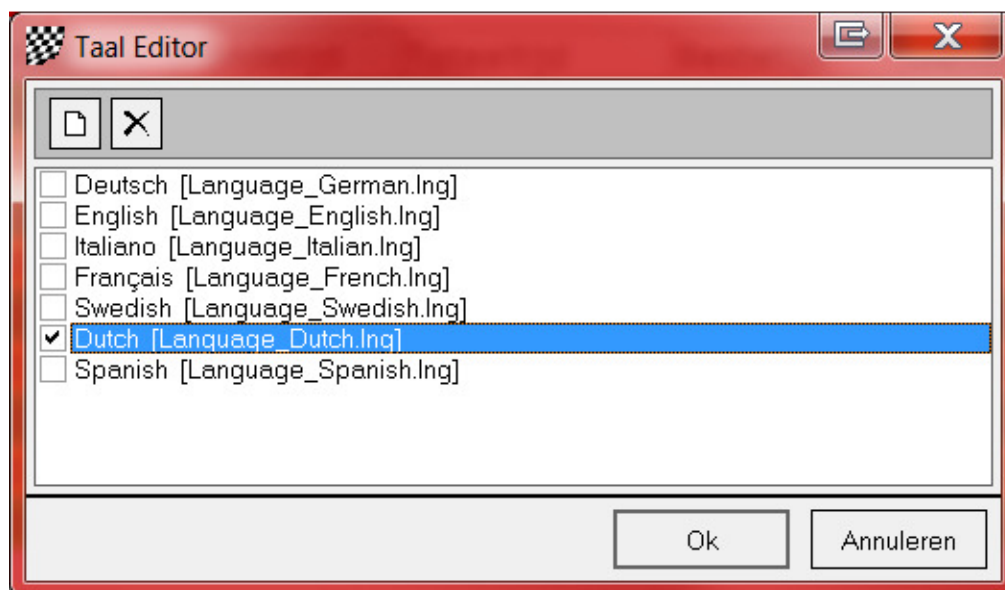 Taal Editor
Deutsch [Language_German.lng]
English [Language_English.lng]
Italiano [Language_Italian.lng]
Français [Language_French.lng]
Swedish [Language_Swedish.lng]
Dutch [Language_Dutch.lng]
Spanish [Language_Spanish.lng]
Ok
Annuleren